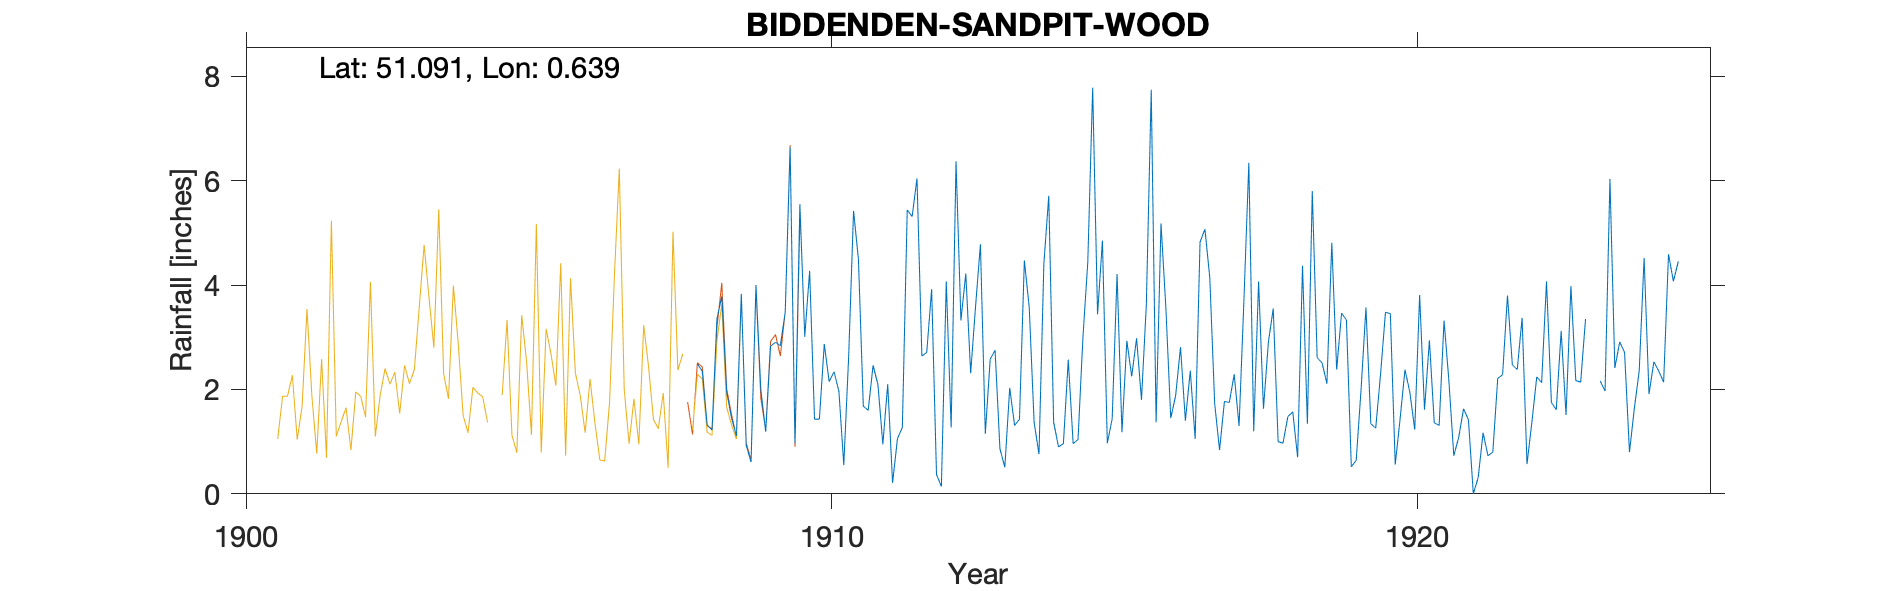 BIDDENDEN-SANDPIT-WOOD
Lat: 51.091, Lon: 0.639
8
6
4
2
0
Rainfall [inches]
1900 1910 1920
Year